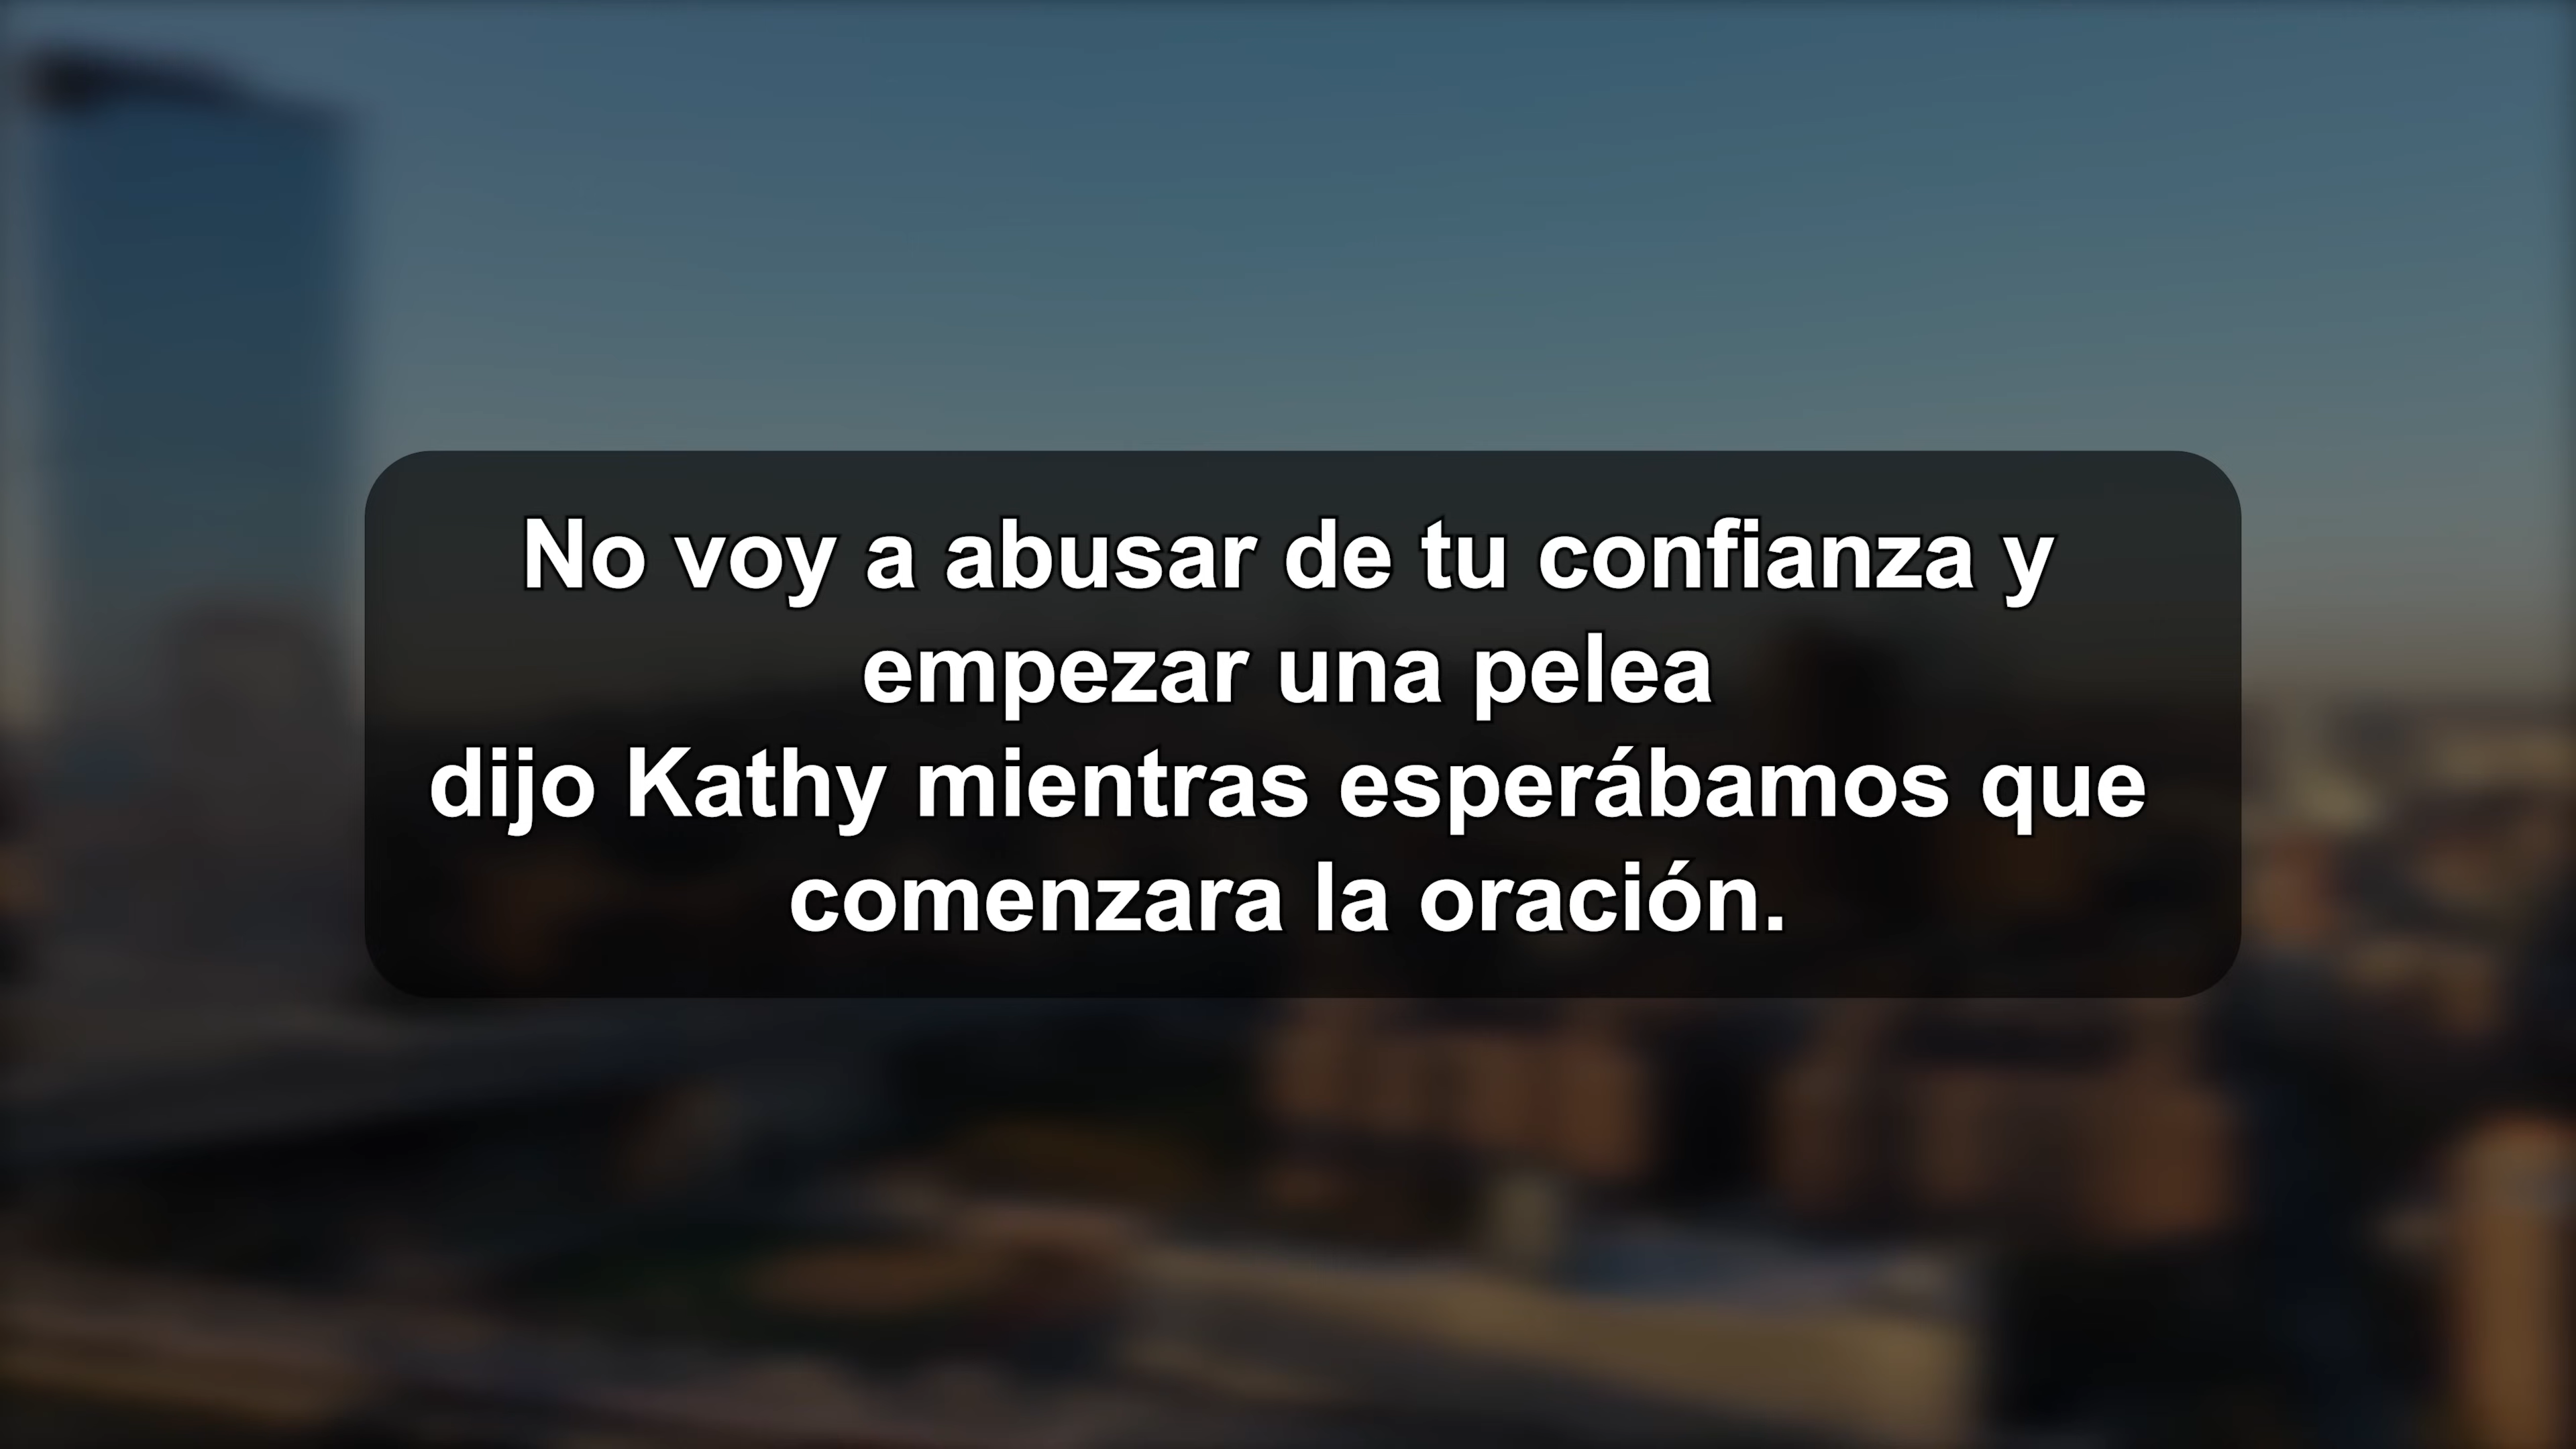 No voy a abusar de tu confianza y
empezar una pelea
dijo Kathy mientras esperábamos que
comenzara la oración.